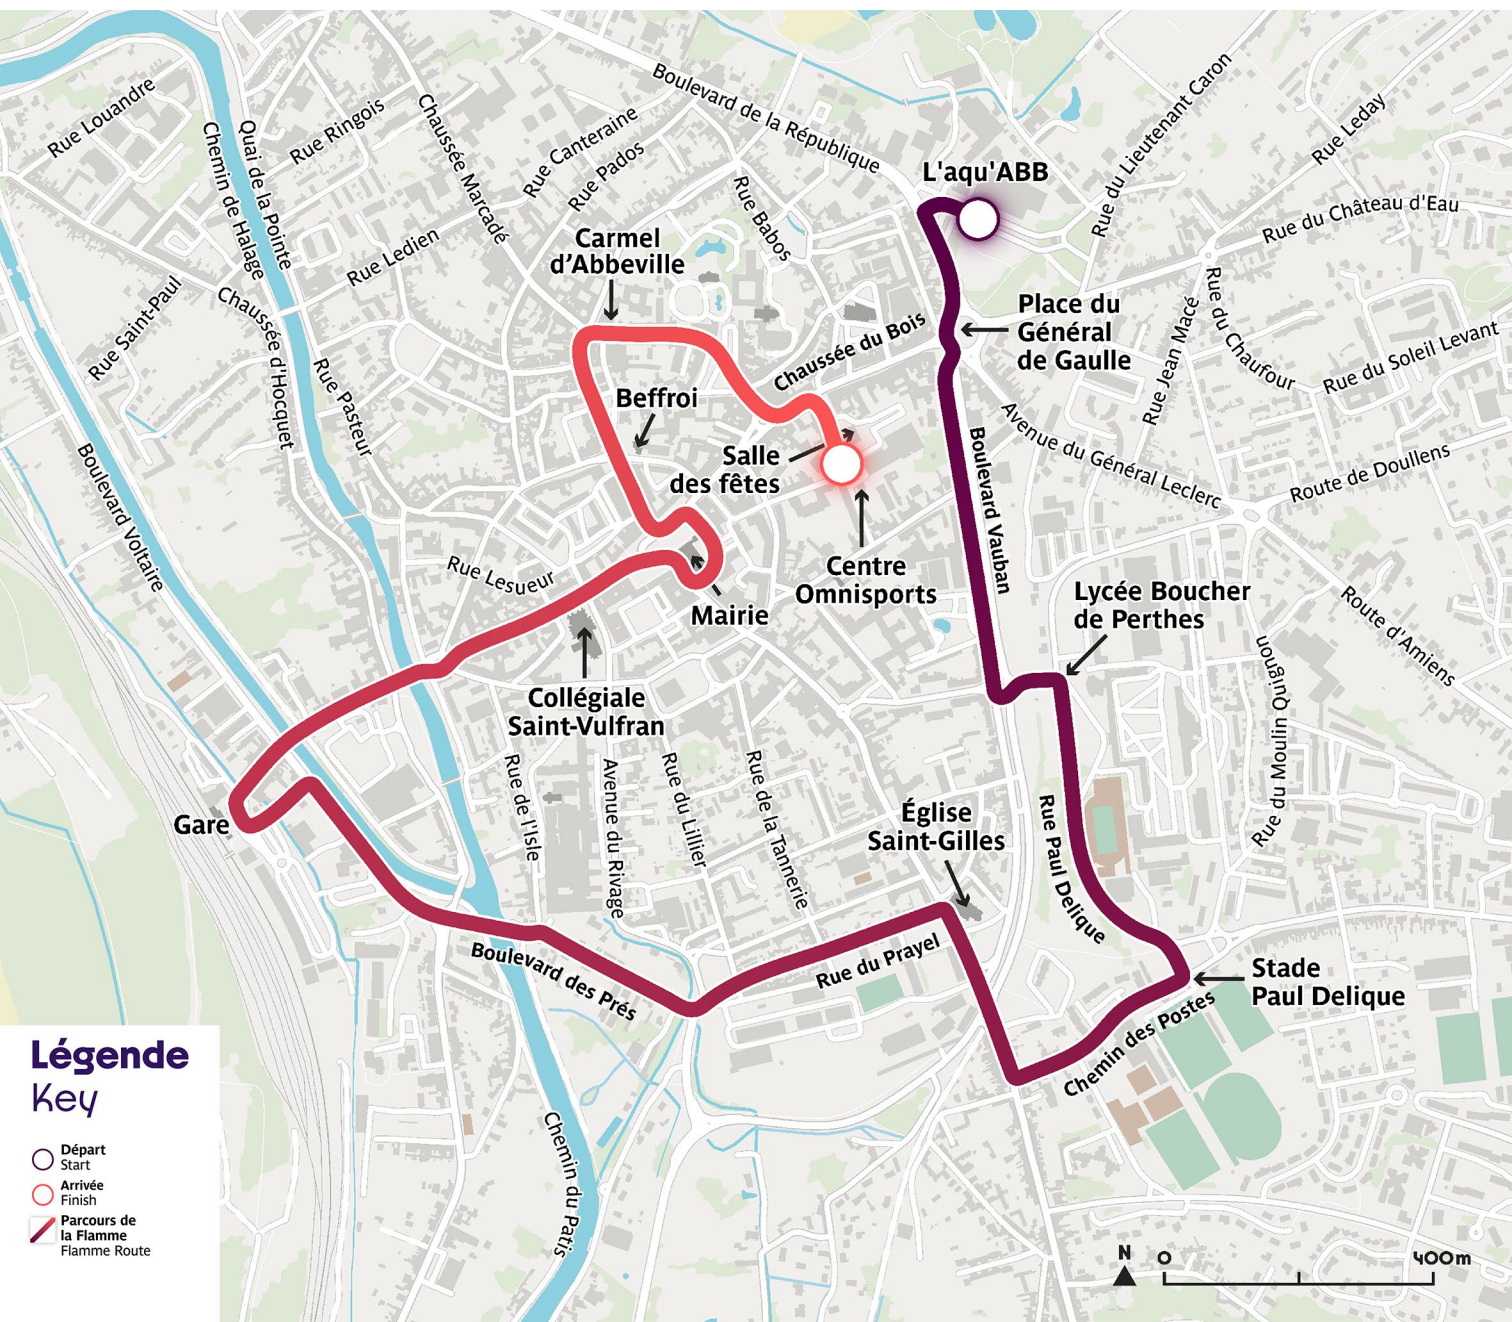 Boulevard de la République
Rue du Lieutenant Caron
Rue Leday
Rue Louandre
Quai de la Pointe
Chemin de Halage
Rue Ringois
Chaussée Marcadé
Rue Canteraine
Rue Pados
Rue Babos
L'aqu'ABB
Rue du Château d'Eau
Rue Ledien
Carmel
d'Abbeville
Rue Saint-Paul
Chaussée d'Hocquet
Rue Pasteur
Chaussée du Bois
Place du
Général
de Gaulle
Rue Jean Macé
Rue du Chaufour
Rue du Soleil Levant
Beffroi
Avenue du Général Leclerc
Route de Doullens
Salle
des fêtes
Boulevard Voltaire
Boulevard Vauban
Rue Lesueur
Centre
Omnisports
Mairie
Lycée Boucher
de Perthes
Route d'Amiens
Rue du Moulin Quignon
Collégiale
Saint-Vulfran
Rue de l'Isle
Avenue du Rivage
Rue du Lillier
Rue de la Tannerie
Gare
Église
Saint-Gilles
Rue Paul Delique
Boulevard des Prés
Rue du Prayel
Stade
Paul Delique
Chemin des Postes
Chemin du Patis
Légende
Key
Départ
Start
Arrivée
Finish
Parcours de
la Flamme
Flamme Route
N
0
400m